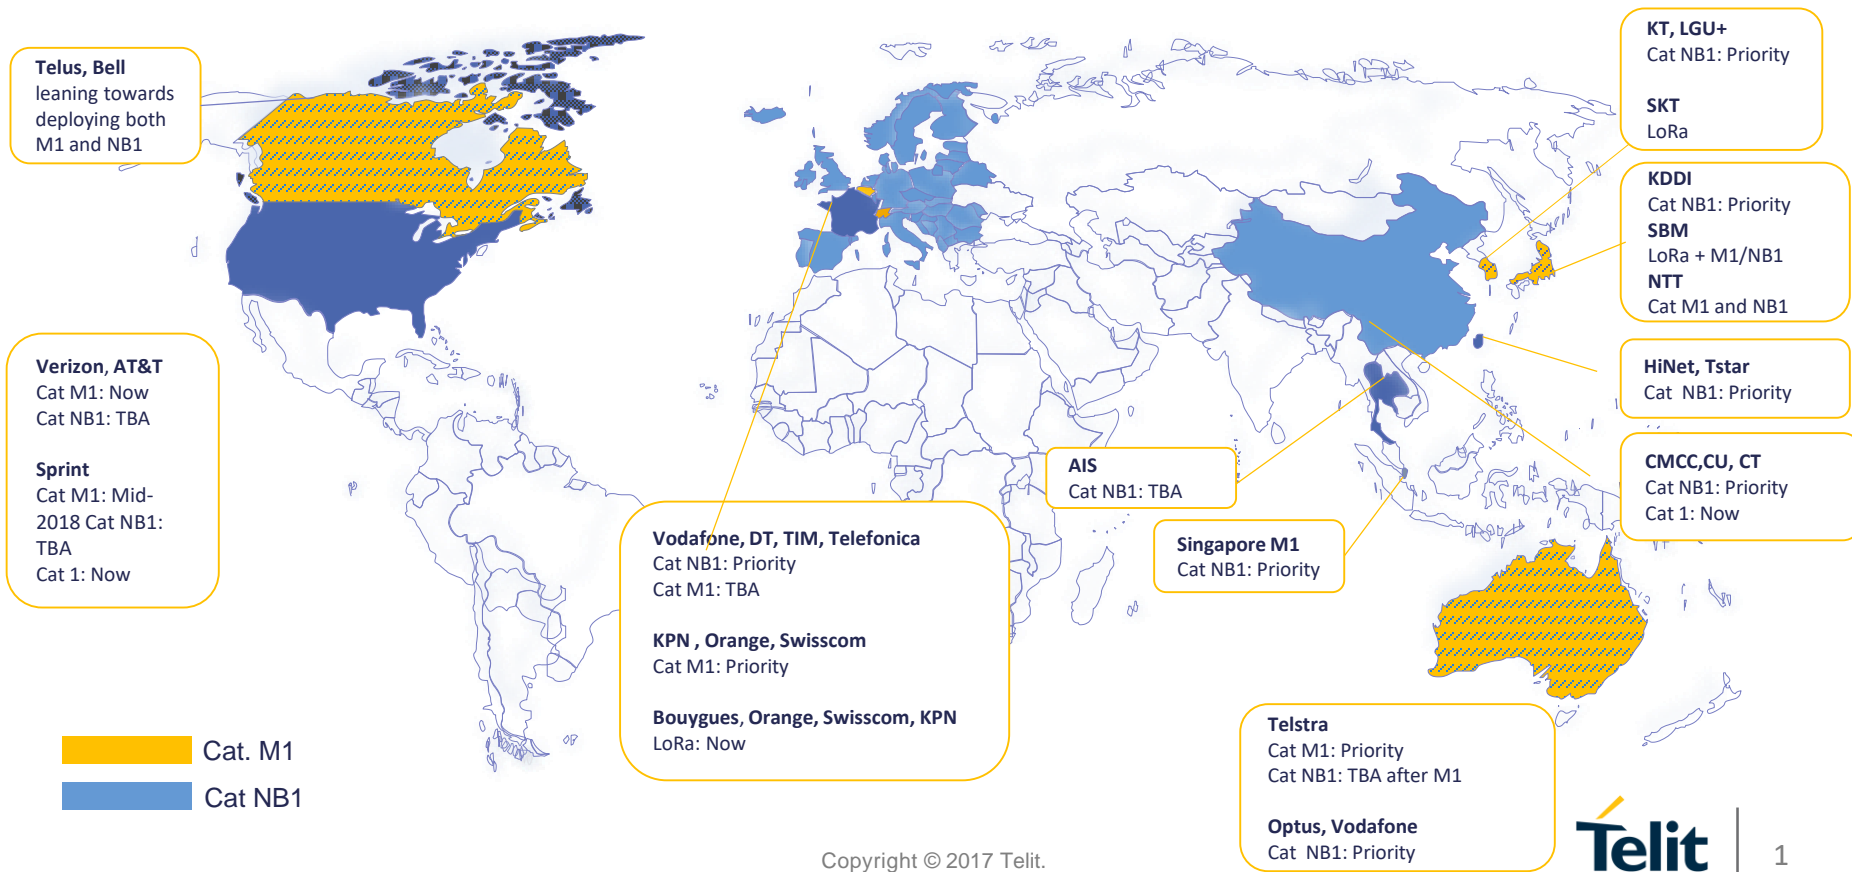 Telus, Bell
leaning towards
deploying both
M1 and NB1
Verizon, AT&T
Cat M1: Now
Cat NB1: TBA
Sprint
Cat M1: Mid-
2018 Cat NB1:
TBA
Cat 1: Now
Cat. M1
Cat NB1
Vodafone, DT, TIM, Telefonica
Cat NB1: Priority
Cat M1: TBA
KPN , Orange, Swisscom
Cat M1: Priority
Bouygues, Orange, Swisscom, KPN
LoRa: Now
AIS
Cat NB1: TBA
Singapore M1
Cat NB1: Priority
KT, LGU+
Cat NB1: Priority
SKT
LoRa
KDDI
Cat NB1: Priority
SBM
LoRa + M1/NB1
NTT
Cat M1 and NB1
HiNet, Tstar
Cat  NB1: Priority
CMCC,CU, CT
Cat NB1: Priority
Cat 1: Now
Telstra
Cat M1: Priority
Cat NB1: TBA after M1
Optus, Vodafone
Cat  NB1: Priority
Copyright © 2017 Telit.
Telit
1